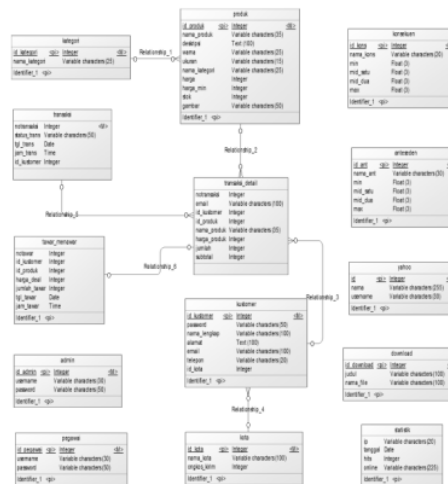 kategori
id_kategori <pi> Integer <M>
nama_kategori Variable characters (25)
Identifier_1 <pi>
Relationship_1
produk
id_produk <pi> Integer <M>
nama_produk Variable characters (35)
deskripsi Text (100)
warna Variable characters (25)
ukuran Variable characters (15)
nama_kategori Variable characters (25)
harga Integer
harga_min Integer
stok Integer
gambar Variable characters (50)
Identifier_1 <pi>
konsekuen
id_kons <pi> Integer
nama_kons Variable characters (20)
min Float (3)
mid_satu Float (3)
mid_dua Float (3)
max Float (3)
Identifier_1 <pi>
transaksi
notransaksi Integer <M>
status_trans Variable characters (50)
tgl_trans Date
jam_trans Time
id_kustomer Integer
Relationship_2
anteseden
id_ant <pi> Integer
nama_ant Variable characters (30)
min Float (3)
mid_satu Float (3)
mid_dua Float (3)
max Float (3)
Identifier_1 <pi>
Relationship_5
transaksi_detail
notransaksi Integer
email Variable characters (100)
id_kustomer Integer
id_produk Integer
nama_produk Variable characters (35)
harga_produk Integer
jumlah Integer
subtotal Integer
tawar_menawar
notawar Integer
id_kustomer Integer
id_produk Integer
harga_deal Integer
jumlah_tawar Integer
tgl_tawar Date
jam_tawar Time
Identifier_1 <pi>
Relationship_6
Relationship_3
yahoo
id <pi> Integer
nama Variable characters (255)
username
Identifier_1 <pi>
kustomer
id_kustomer <pi> Integer <M>
password Variable characters (50)
nama_lengkap Variable characters (100)
alamat Text (100)
email Variable characters (100)
telepon Variable characters (20)
id_kota Integer
Identifier_1 <pi>
admin
id_admin <pi> Integer <M>
username Variable characters (30)
password Variable characters (50)
Identifier_1 <pi>
download
id_download <pi> Integer
judul Variable characters (100)
nama_file Variable characters (100)
Identifier_1 <pi>
Relationship_4
pegawai
id_pegawai <pi> Integer <M>
username Variable characters (30)
password Variable characters (50)
Identifier_1 <pi>
kota
id_kota <pi> Integer <M>
nama_kota Variable characters (100)
ongkos_kirim Integer
Identifier_1 <pi>
statistik
ip Variable characters (20)
tanggal Date
hits Integer
online Variable characters
Identifier_1 <pi>